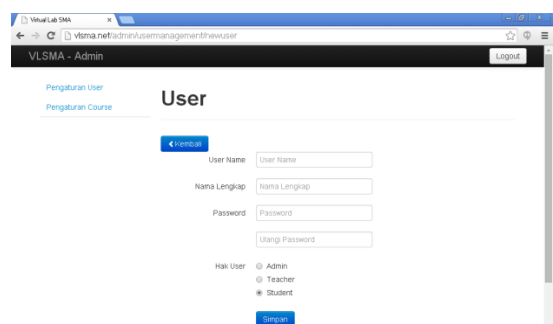 Virtual Lab SMA
vlsma.net/admin/usermanagement/newuser
VLSMA - Admin
Logout
Pengaturan User
Pengaturan Course
User
Kembali
User Name User Name
Nama Lengkap Nama Lengkap
Password Password
Ulangi Password
Hak User Admin
Teacher
Student
Simpan